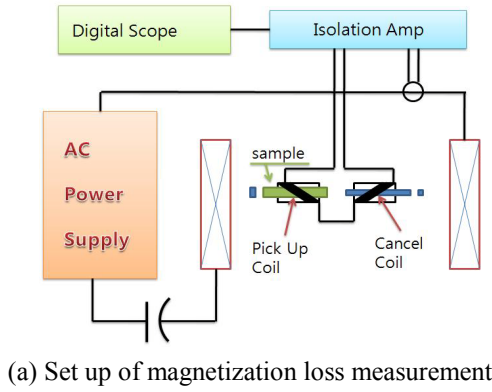 Digital Scope
Isolation Amp
AC
Power
Supply
sample
Pick Up
Coil
Cancel
Coil
(a) Set up of magnetization loss measurement